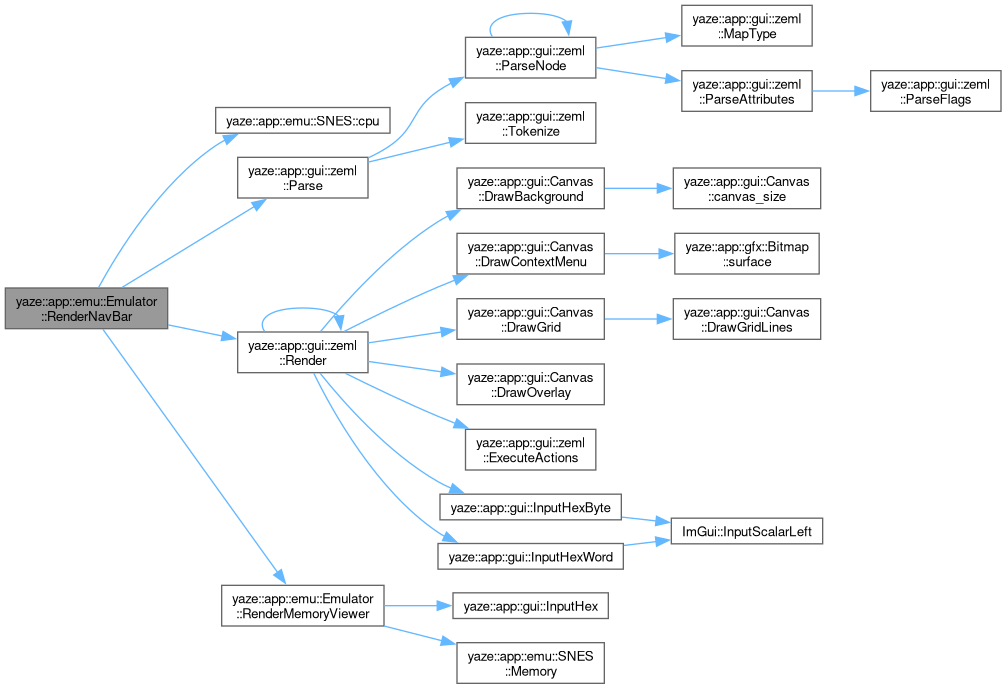 yaze::app::emu::Emulator
::RenderNavBar
yaze::app::emu::SNES::cpu
yaze::app::gui::zeml
::Parse
yaze::app::gui::zeml
::ParseNode
yaze::app::gui::zeml
::MapType
yaze::app::gui::zeml
::ParseAttributes
yaze::app::gui::zeml
::ParseFlags
yaze::app::gui::zeml
::Tokenize
yaze::app::gui::zeml
::Render
yaze::app::gui::Canvas
::DrawBackground
yaze::app::gui::Canvas
::canvas_size
yaze::app::gui::Canvas
::DrawContextMenu
yaze::app::gfx::Bitmap
::surface
yaze::app::gui::Canvas
::DrawGrid
yaze::app::gui::Canvas
::DrawGridLines
yaze::app::gui::Canvas
::DrawOverlay
yaze::app::gui::zeml
::ExecuteActions
yaze::app::gui::InputHexByte
ImGui::InputScalarLeft
yaze::app::gui::InputHexWord
yaze::app::emu::Emulator
::RenderMemoryViewer
yaze::app::gui::InputHex
yaze::app::emu::SNES
::Memory